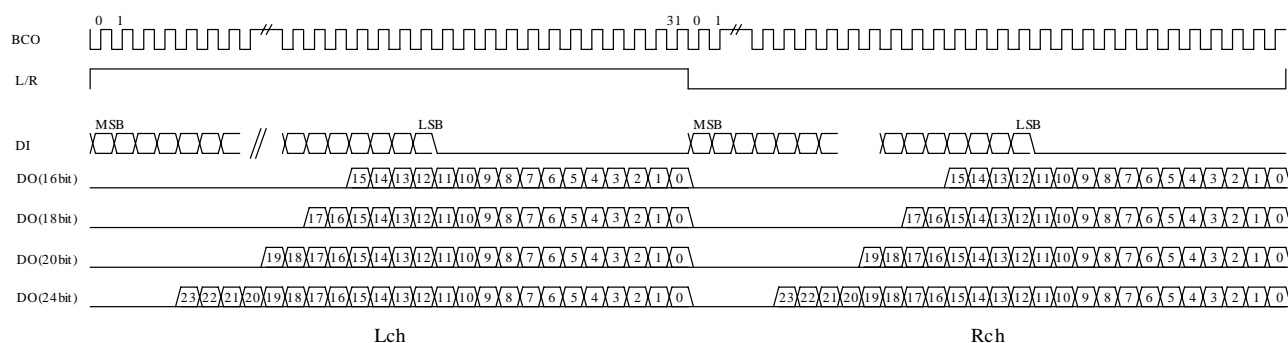 0 1 31 0 1
BCO
L/R
MSB LSB MSB LSB
DI
DO(16bit) 15 14 13 12 11 10 9 8 7 6 5 4 3 2 1 0 15 14 13 12 11 10 9 8 7 6 5 4 3 2 1 0
DO(18bit) 17 16 15 14 13 12 11 10 9 8 7 6 5 4 3 2 1 0 17 16 15 14 13 12 11 10 9 8 7 6 5 4 3 2 1 0
DO(20bit) 19 18 17 16 15 14 13 12 11 10 9 8 7 6 5 4 3 2 1 0 19 18 17 16 15 14 13 12 11 10 9 8 7 6 5 4 3 2 1 0
DO(24bit) 23 22 21 20 19 18 17 16 15 14 13 12 11 10 9 8 7 6 5 4 3 2 1 0 23 22 21 20 19 18 17 16 15 14 13 12 11 10 9 8 7 6 5 4 3 2 1 0
Lch Rch